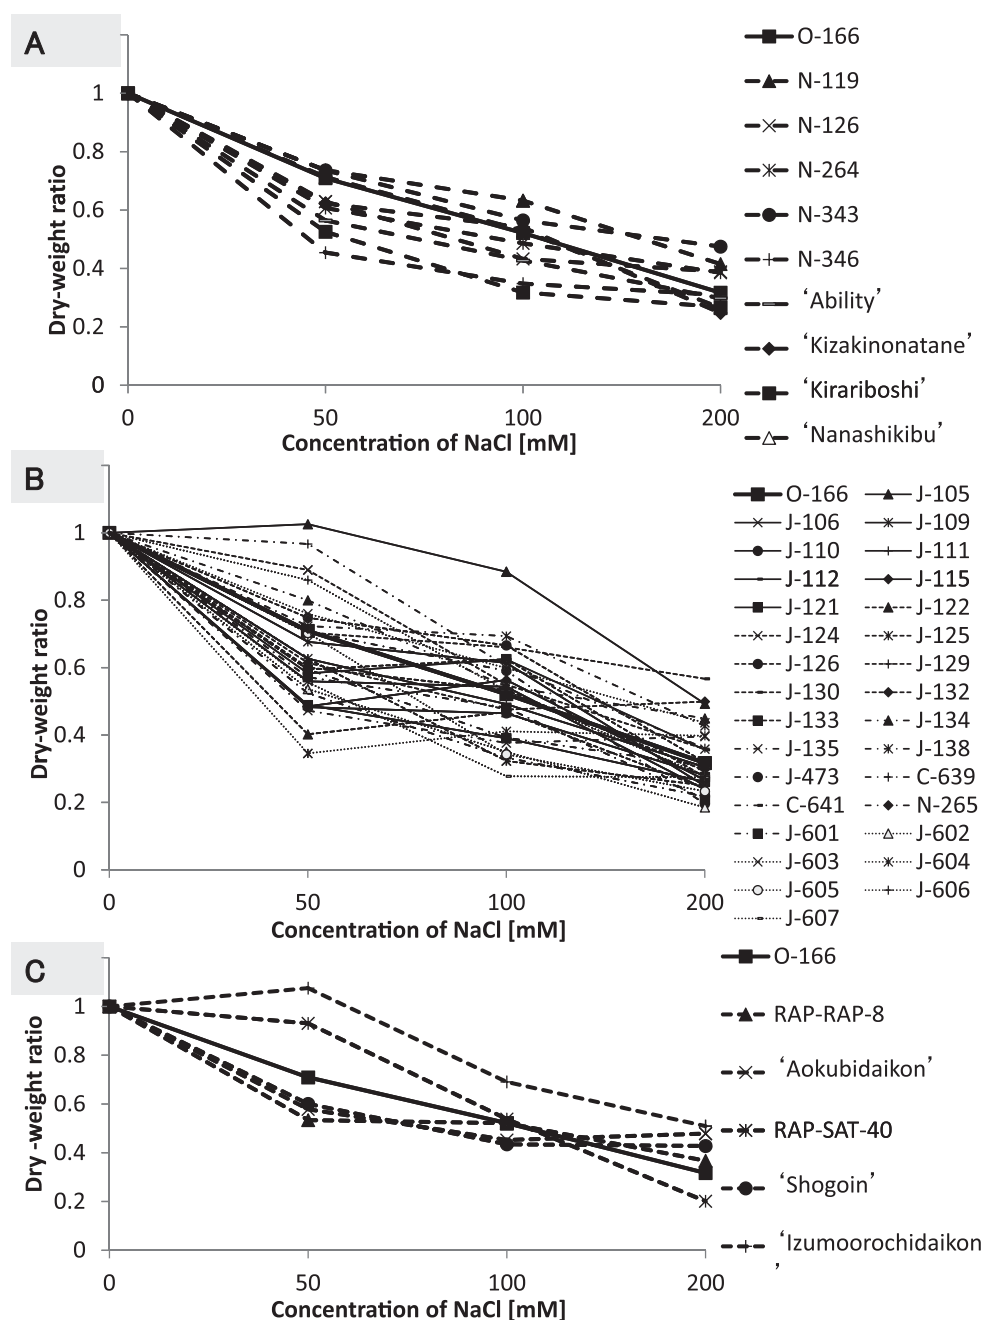 A
Dry-weight ratio
1
0.8
0.6
0.4
0.2
0
0 50 100 200
Concentration of NaCl [mM]
O-166
N-119
N-126
N-264
N-343
N-346
‘Ability’
‘Kizakinonatane’
‘Kirariboshi’
‘Nanashikibu’
B
Dry-weight ratio
1
0.8
0.6
0.4
0.2
0
0 50 100 200
Concentration of NaCl [mM]
O-166 J-105
J-106 J-109
J-110 J-111
J-112 J-115
J-121 J-122
J-124 J-125
J-126 J-129
J-130 J-132
J-133 J-134
J-135 J-138
J-473 C-639
C-641 N-265
J-601 J-602
J-603 J-604
J-605 J-606
J-607
C
Dry -weight ratio
1
0.8
0.6
0.4
0.2
0
0 50 100 200
Concentration of NaCl [mM]
O-166
RAP-RAP-8
‘Aokubidaikon’
RAP-SAT-40
‘Shogoin’
‘Izumoorochidaikon
’